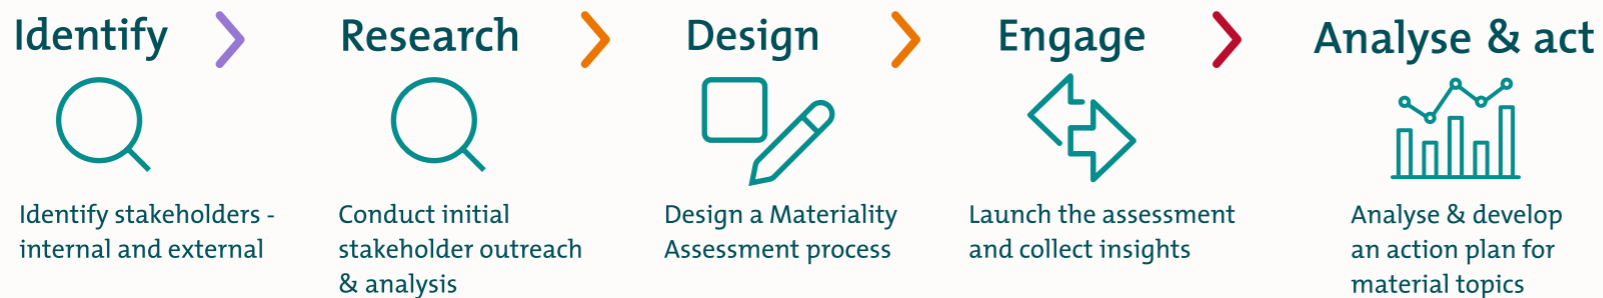 Identify
Research
Design
Engage
Analyse & act
Identify stakeholders -
internal and external
Conduct initial
stakeholder outreach
& analysis
Design a Materiality
Assessment process
Launch the assessment
and collect insights
Analyse & develop
an action plan for
material topics